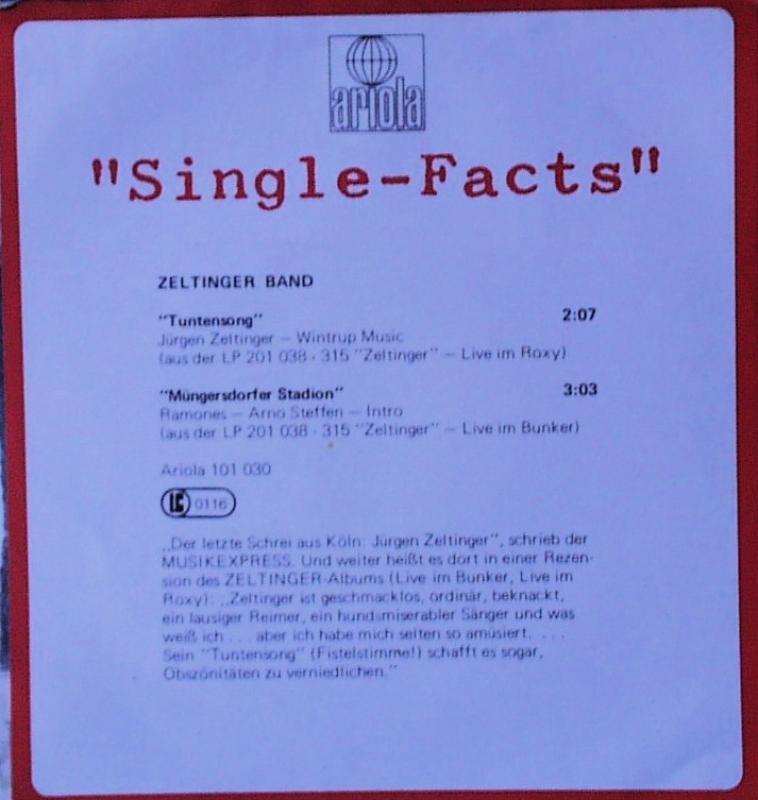 ariola
"Single-Facts"
ZELTINGER BAND
"Tuntensong" 2:07
Jürgen Zeltinger – Wintrup Music
(aus der LP 201 038 - 315 "Zeltinger" – Live im Roxy)
"Müngersdorfer Stadion" 3:03
Ramones – Arno Steffen – Intro
(aus der LP 201 038 - 315 "Zeltinger" – Live im Bunker)
Ariola 101 030
LC 0116
„Der letzte Schrei aus Köln: Jürgen Zeltinger", schrieb der
MUSIKEXPRESS. Und weiter heißt es dort in einer Rezen-
sion des ZELTINGER-Albums (Live im Bunker, Live im
Roxy): „Zeltinger ist geschmacklos, ordinär, beknackt,
ein lausiger Reimer, ein hundsmiserabler Sänger und was
weiß ich . . . aber ich habe mich selten so amüsiert. . . .
Sein "Tuntensong" (Fistelstimme!) schafft es sogar,
Obszönitäten zu verniedlichen."